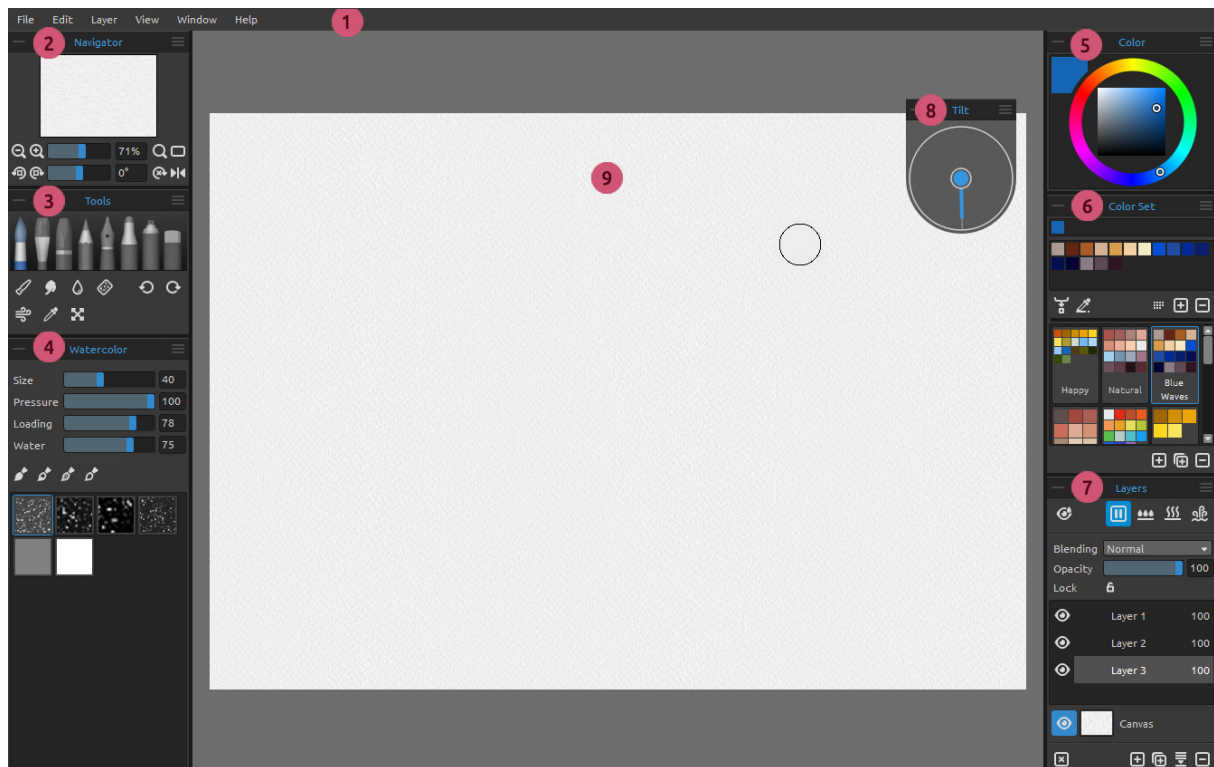 File Edit Layer View Window Help
1
2 Navigator
71%
0°
3 Tools
4 Watercolor
Size 40
Pressure 100
Loading 78
Water 75
9
8 Tilt
5 Color
6 Color Set
Happy Natural Blue Waves
7 Layers
Blending Normal
Opacity 100
Lock
Layer 1 100
Layer 2 100
Layer 3 100
Canvas